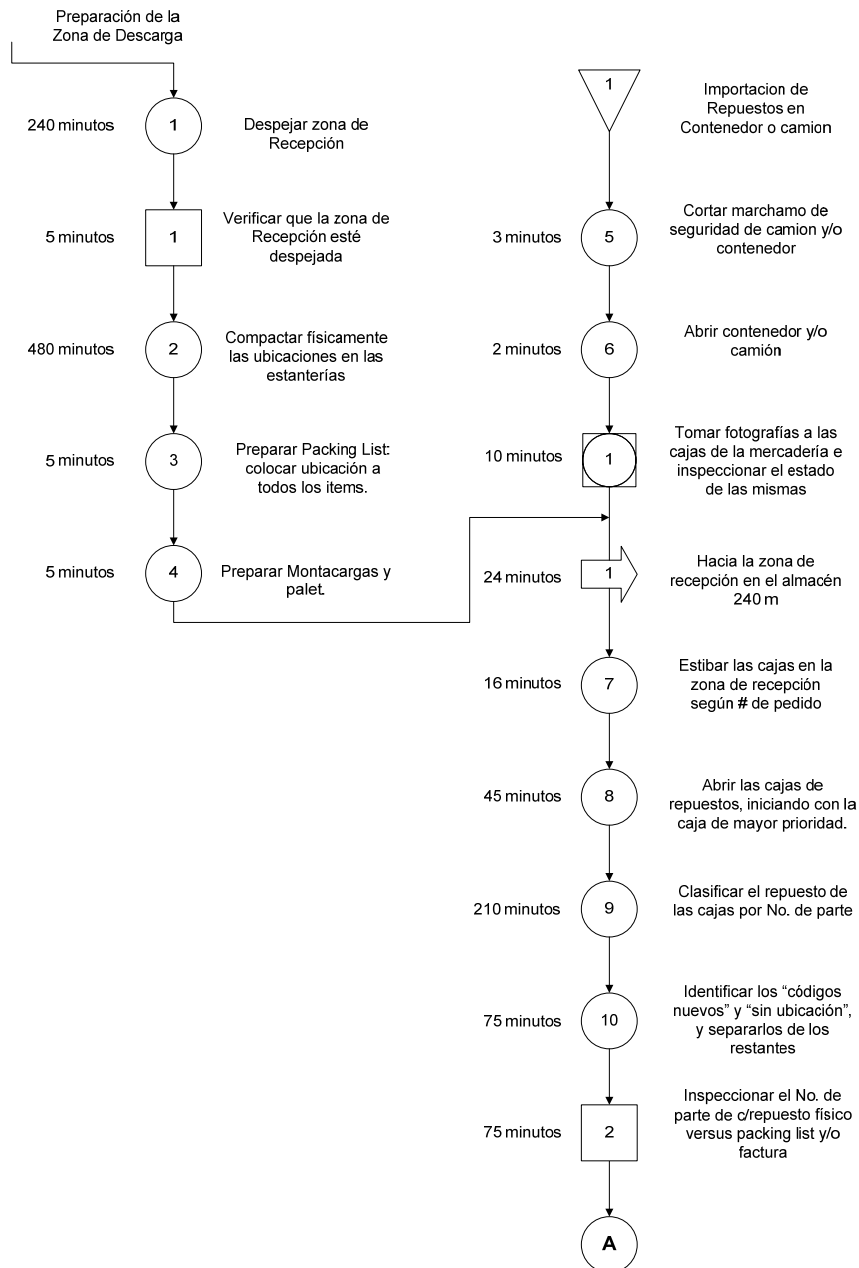 Preparación de la
Zona de Descarga
240 minutos
1
Despejar zona de
Recepción
5 minutos
1
Verificar que la zona de
Recepción esté
despejada
480 minutos
2
Compactar físicamente
las ubicaciones en las
estanterías
5 minutos
3
Preparar Packing List:
colocar ubicación a
todos los items.
5 minutos
4
Preparar Montacargas y
palet.
1
Importacion de
Repuestos en
Contenedor o camion
3 minutos
5
Cortar marchamo de
seguridad de camion y/o
contenedor
2 minutos
6
Abrir contenedor y/o
camión
10 minutos
1
Tomar fotografías a las
cajas de la mercadería e
inspeccionar el estado
de las mismas
24 minutos
1
Hacia la zona de
recepción en el almacén
240 m
16 minutos
7
Estibar las cajas en la
zona de recepción
según # de pedido
45 minutos
8
Abrir las cajas de
repuestos, iniciando con la
caja de mayor prioridad.
210 minutos
9
Clasificar el repuesto de
las cajas por No. de parte
75 minutos
10
Identificar los “códigos
nuevos” y “sin ubicación”,
y separarlos de los
restantes
75 minutos
2
Inspeccionar el No. de
parte de c/repuesto físico
versus packing list y/o
factura
A